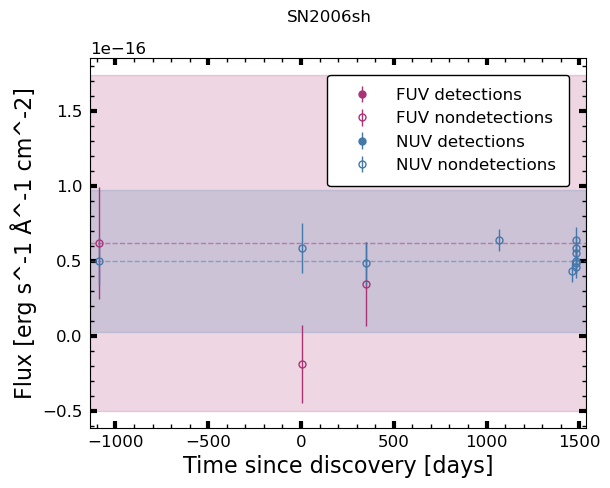 SN2006sh
1e−16
FUV detections
FUV nondetections
NUV detections
NUV nondetections
1.5
1.0
0.5
0.0
−0.5
Flux [erg s^-1 Å^-1 cm^-2]
−1000 −500 0 500 1000 1500
Time since discovery [days]